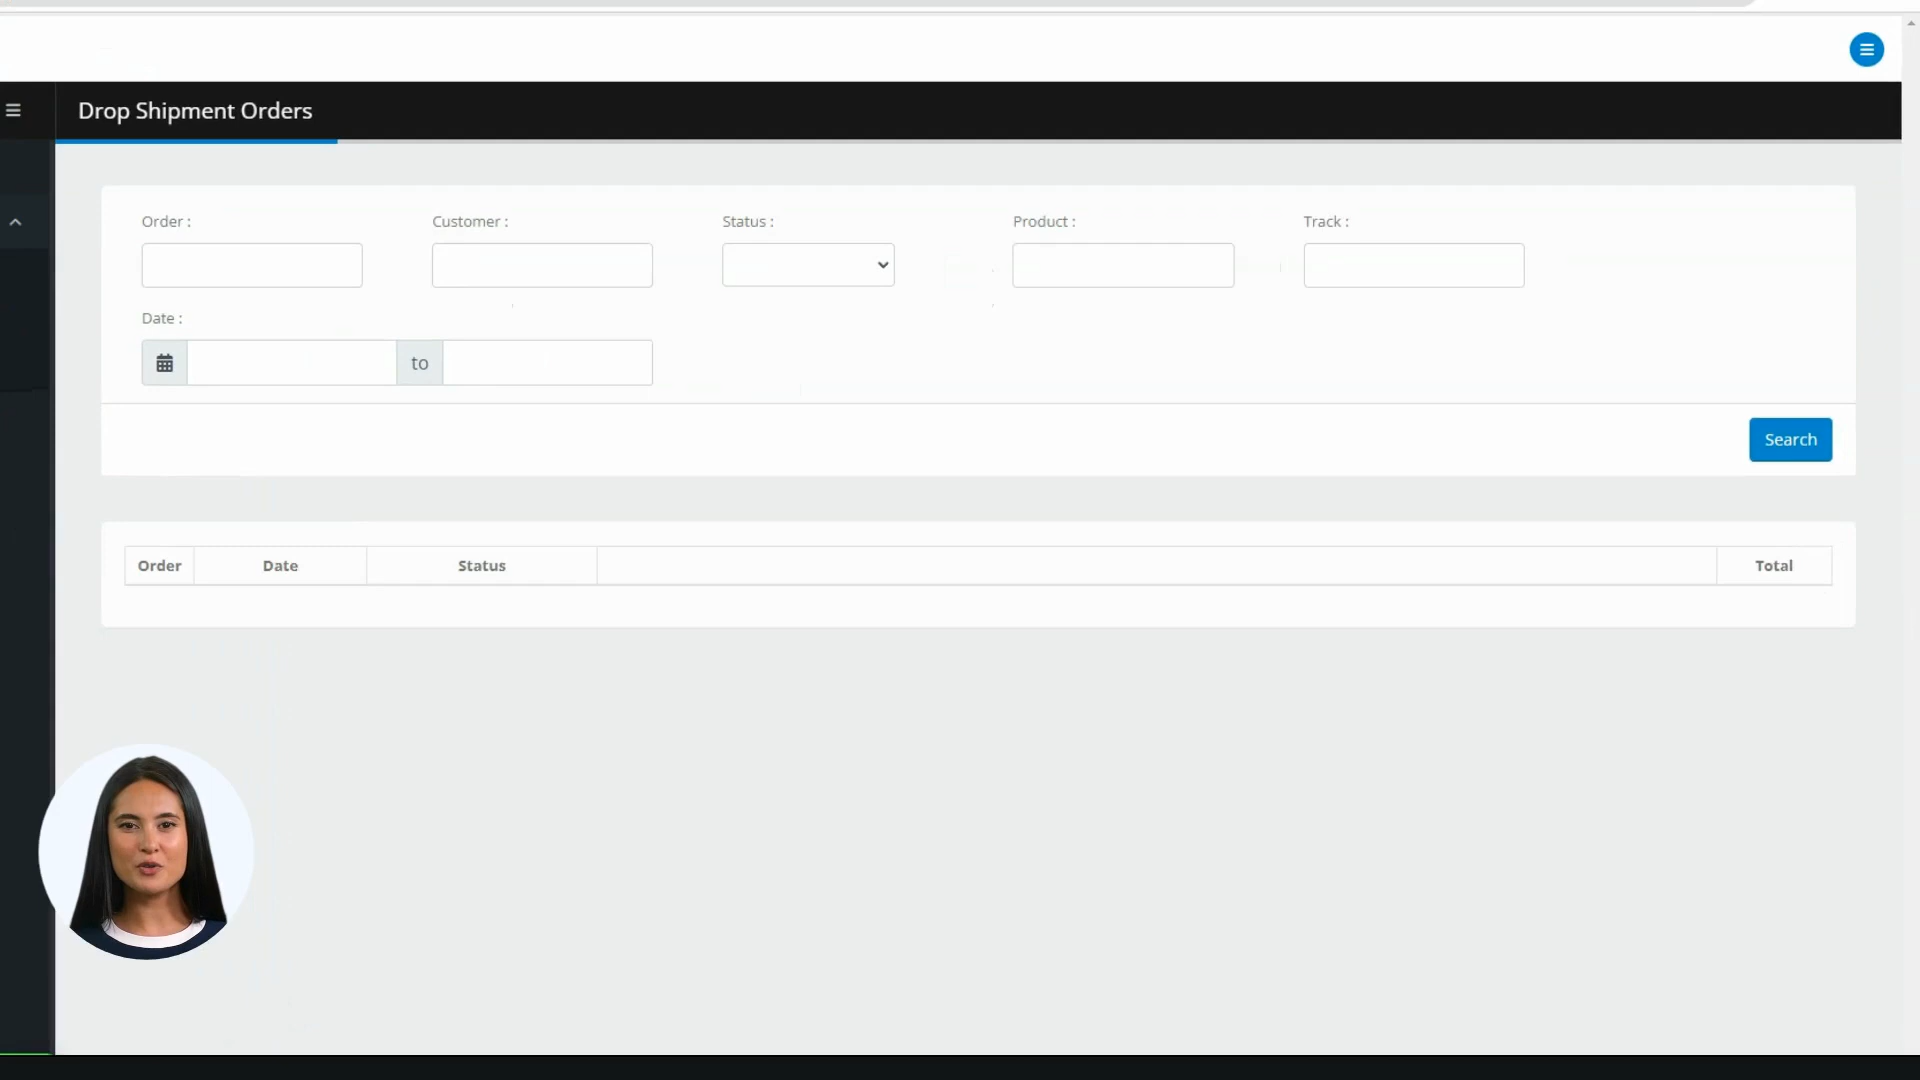 Drop Shipment Orders
Order : Customer : Status : Product : Track :
Date :
to
Search
Order Date Status Total